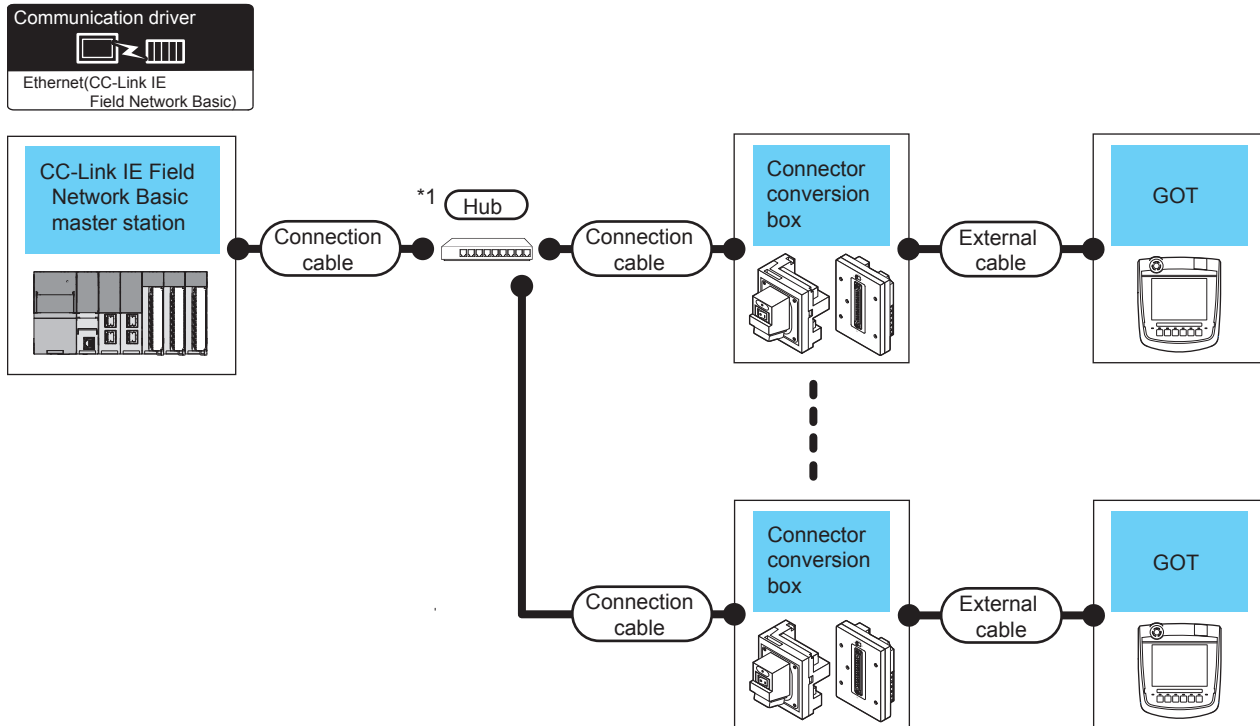 Communication driver
Ethernet(CC-Link IE
Field Network Basic)
CC-Link IE Field
Network Basic
master station
Connection
cable
*1
Hub
Connection
cable
Connector
conversion
box
External
cable
GOT
Connection
cable
Connector
conversion
box
External
cable
GOT